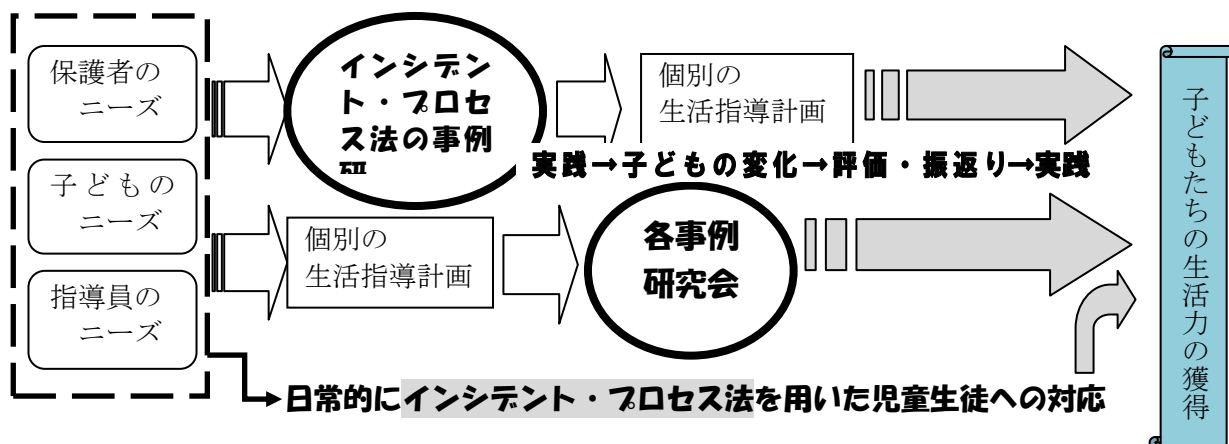 保護者の
ニーズ
子どもの
ニーズ
指導員の
ニーズ
インシデン
ト・プロセ
ス法の事例
個別の
生活指導計画
実践→子どもの変化→評価・振返り→実践
個別の
生活指導計画
各事例
研究会
日常的にインシデント・プロセス法を用いた児童生徒への対応
子どもたちの生活力の獲得